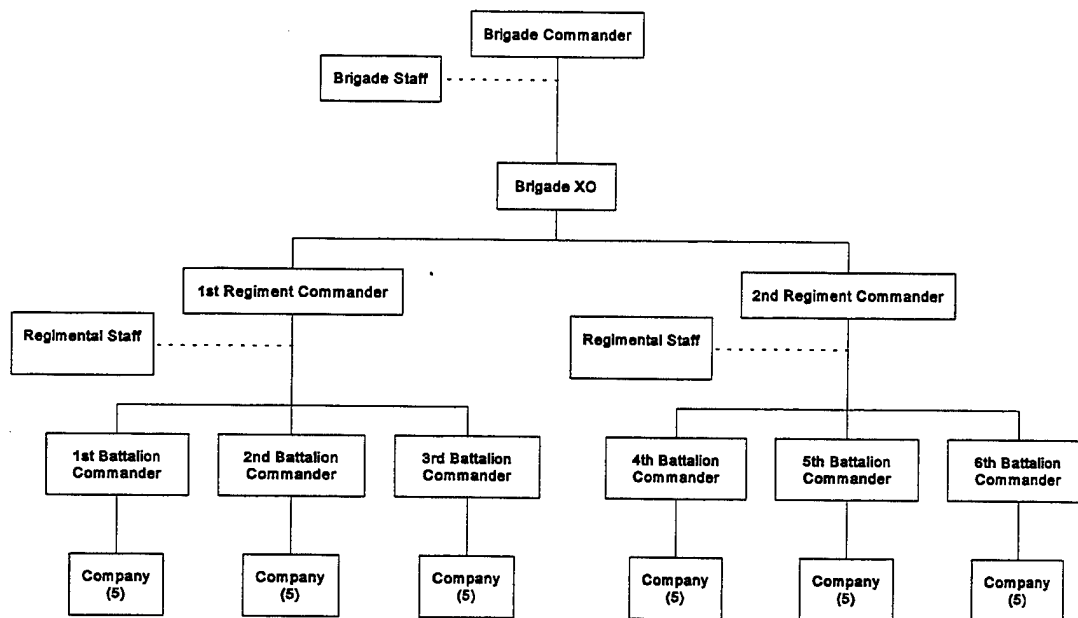 Brigade Commander
Brigade Staff
Brigade XO
1st Regiment Commander
2nd Regiment Commander
Regimental Staff
Regimental Staff
1st Battalion
Commander
2nd Battalion
Commander
3rd Battalion
Commander
4th Battalion
Commander
5th Battalion
Commander
6th Battalion
Commander
Company
(5)
Company
(5)
Company
(5)
Company
(5)
Company
(5)
Company
(5)